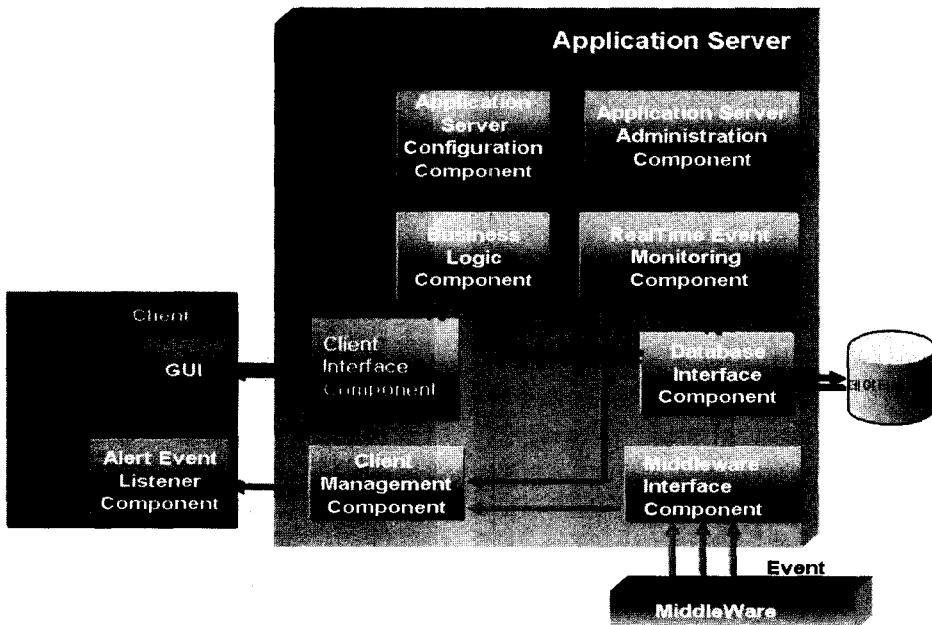 Application Server
Application
Server
Configuration
Component
Application Server
Administration
Component
Business
Logic
Component
RealTime Event
Monitoring
Component
Client
GUI
Alert Event
Listener
Component
Client
Interface
Component
Client
Management
Component
Database
Interface
Component
Middleware
Interface
Component
Event
MiddleWare